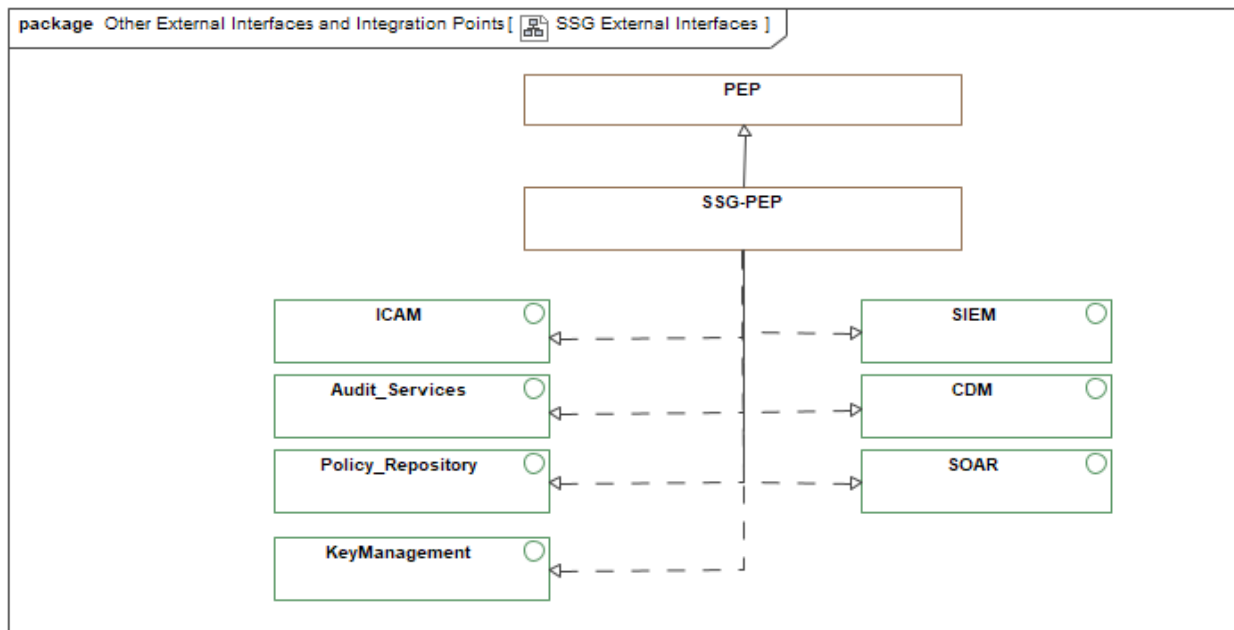 package Other External Interfaces and Integration Points[ SSG External Interfaces ]
PEP
SSG-PEP
ICAM
SIEM
Audit_Services
CDM
Policy_Repository
SOAR
KeyManagement